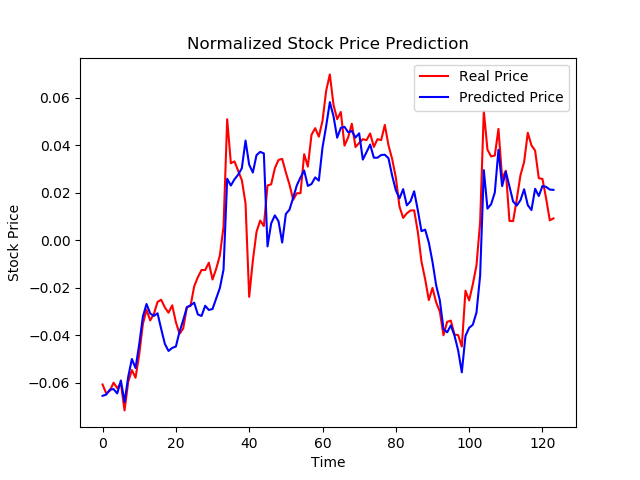 Normalized Stock Price Prediction
Real Price
Predicted Price
Stock Price
0.06
0.04
0.02
0.00
−0.02
−0.04
−0.06
0 20 40 60 80 100 120
Time